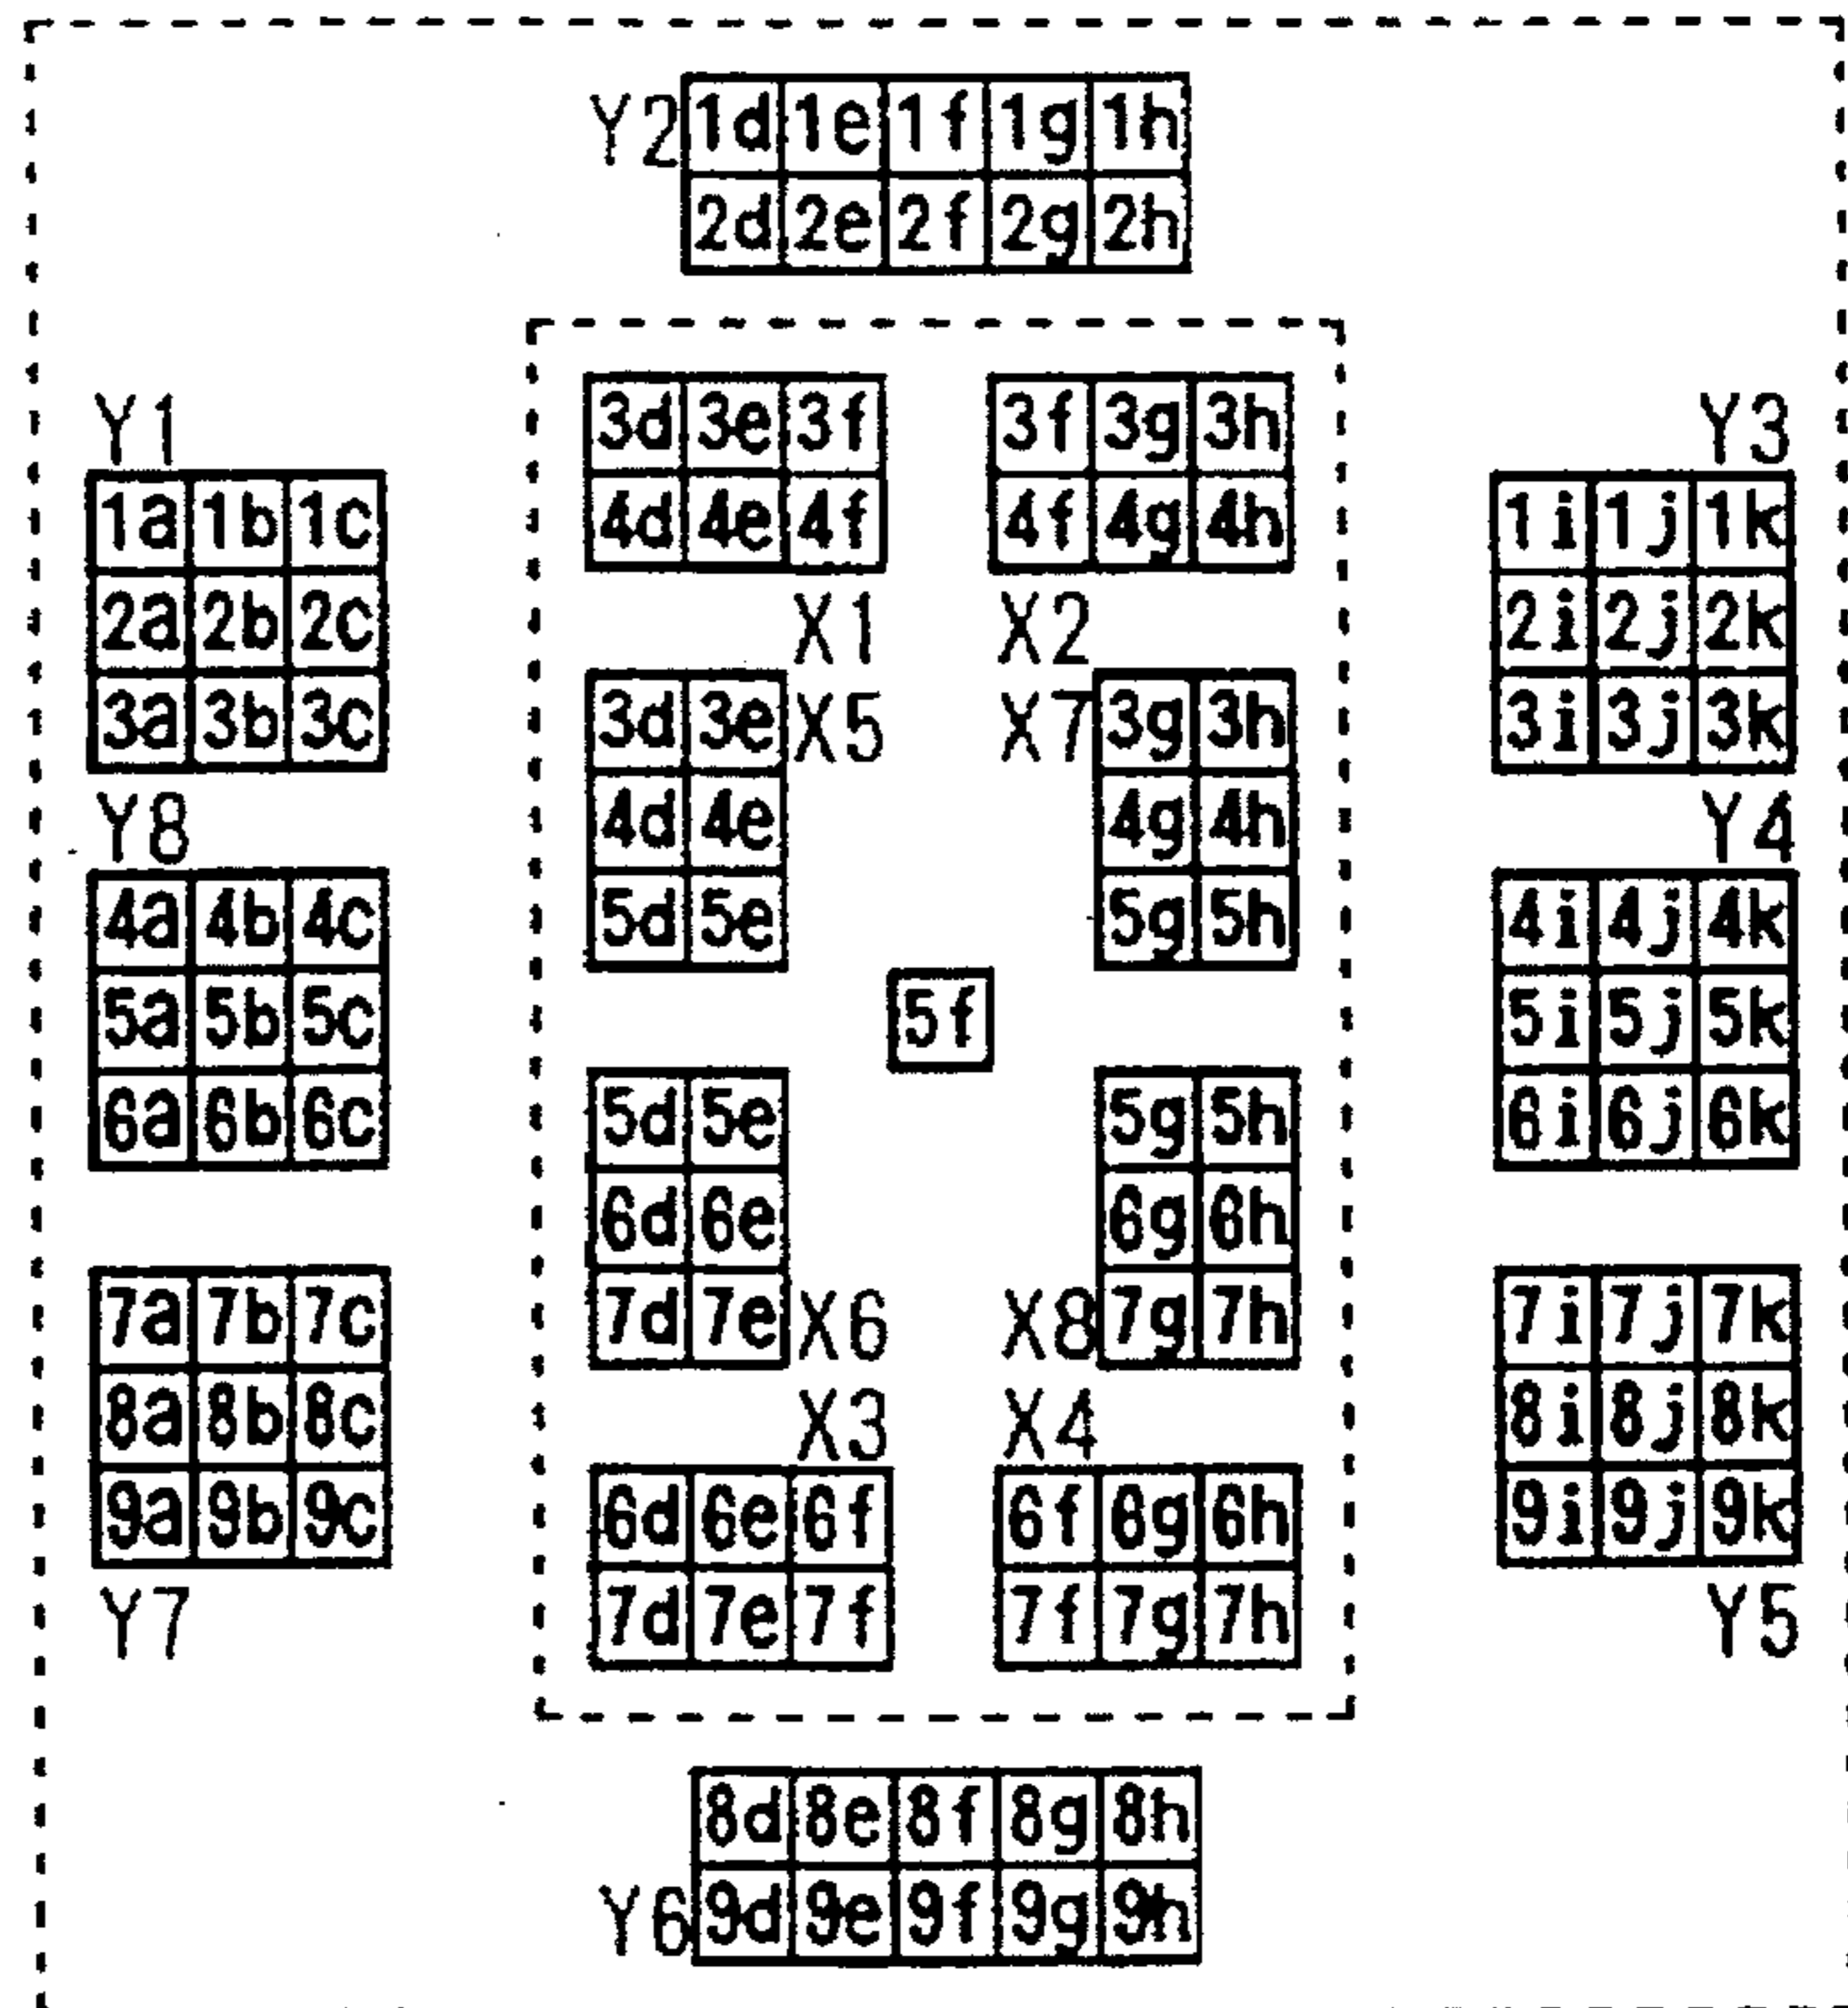 Y2 1d 1e 1f 1g 1h
2d 2e 2f 2g 2h
Y1
1a 1b 1c
2a 2b 2c
3a 3b 3c
Y8
4a 4b 4c
5a 5b 5c
6a 6b 6c
7a 7b 7c
8a 8b 8c
9a 9b 9c
Y7
3d 3e 3f
4d 4e 4f
X1
3f 3g 3h
4f 4g 4h
X2
3d 3e X5
4d 4e
5d 5e
X7 3g 3h
4g 4h
5g 5h
5f
5d 5e
6d 6e
7d 7e X6
5g 5h
6g 6h
X8 7g 7h
X3
6d 6e 6f
7d 7e 7f
X4
6f 6g 6h
7f 7g 7h
Y3
1i 1j 1k
2i 2j 2k
3i 3j 3k
Y4
4i 4j 4k
5i 5j 5k
6i 6j 6k
7i 7j 7k
8i 8j 8k
9i 9j 9k
Y5
8d 8e 8f 8g 8h
Y6 9d 9e 9f 9g 9h